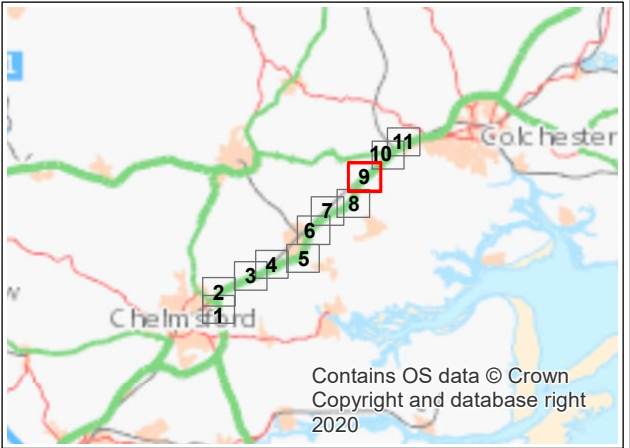 1
Colchester
11
10
9
8
7
6
5
4
3
2
w
1
Chelmsford
Contains OS data © Crown
Copyright and database right
2020